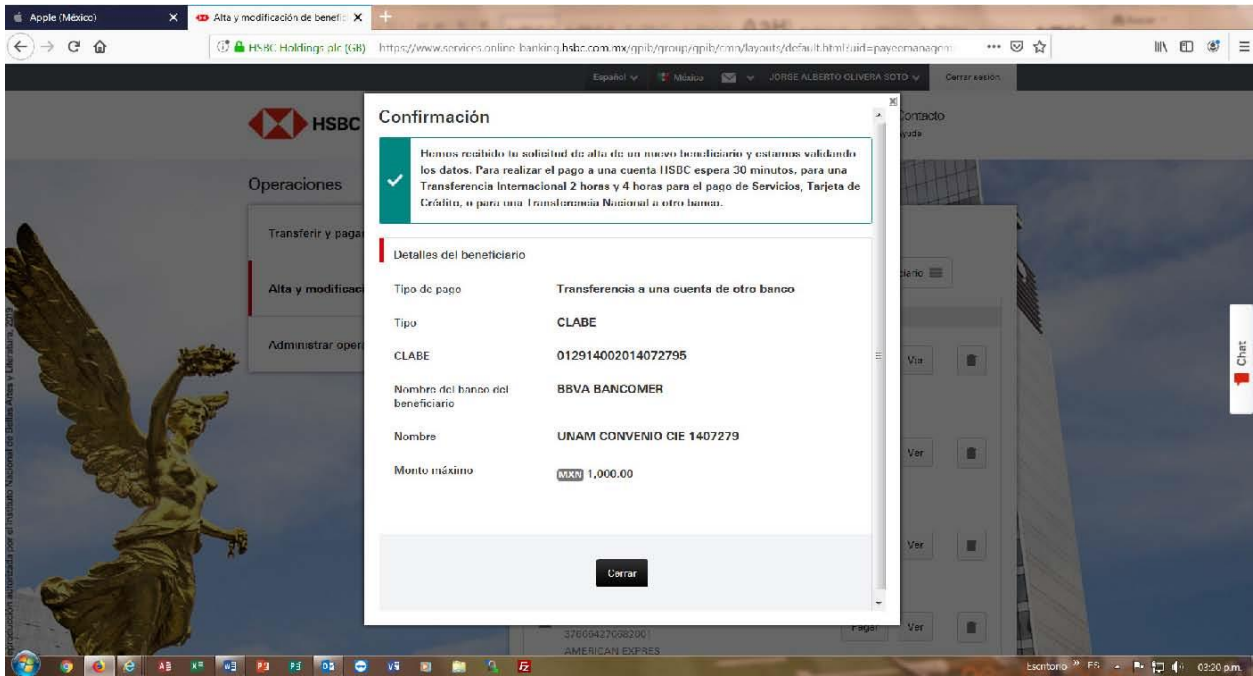 Apple (México)
Alta y modificación de benefic
HSBC Holdings plc (GB)
https://www.services.online-banking.hsbc.com.mx/gpib/group/gpib/cmn/layouts/default.html?uid=payeemanagem
Español
México
JORGE ALBERTO OLIVERA SOTO
Cerrar sesión
HSBC
Contacto
Ayuda
Operaciones
Transferir y pagar
Alta y modificac
Administrar oper
Confirmación
Hemos recibido tu solicitud de alta de un nuevo beneficiario y estamos validando
los datos. Para realizar el pago a una cuenta HSBC espera 30 minutos, para una
Transferencia Internacional 2 horas y 4 horas para el pago de Servicios, Tarjeta de
Crédito, o para una Transferencia Nacional a otro banco.
Detalles del beneficiario
Tipo de pago
Transferencia a una cuenta de otro banco
Tipo
CLABE
CLABE
012914002014072795
Nombre del banco del
beneficiario
BBVA BANCOMER
Nombre
UNAM CONVENIO CIE 1407279
Monto máximo
MXN 1,000.00
Cerrar
ciario
Ver
Ver
Ver
Pagar
Ver
AMERICAN EXPRES
Chat
Escritorio
ES
03:20 p.m.